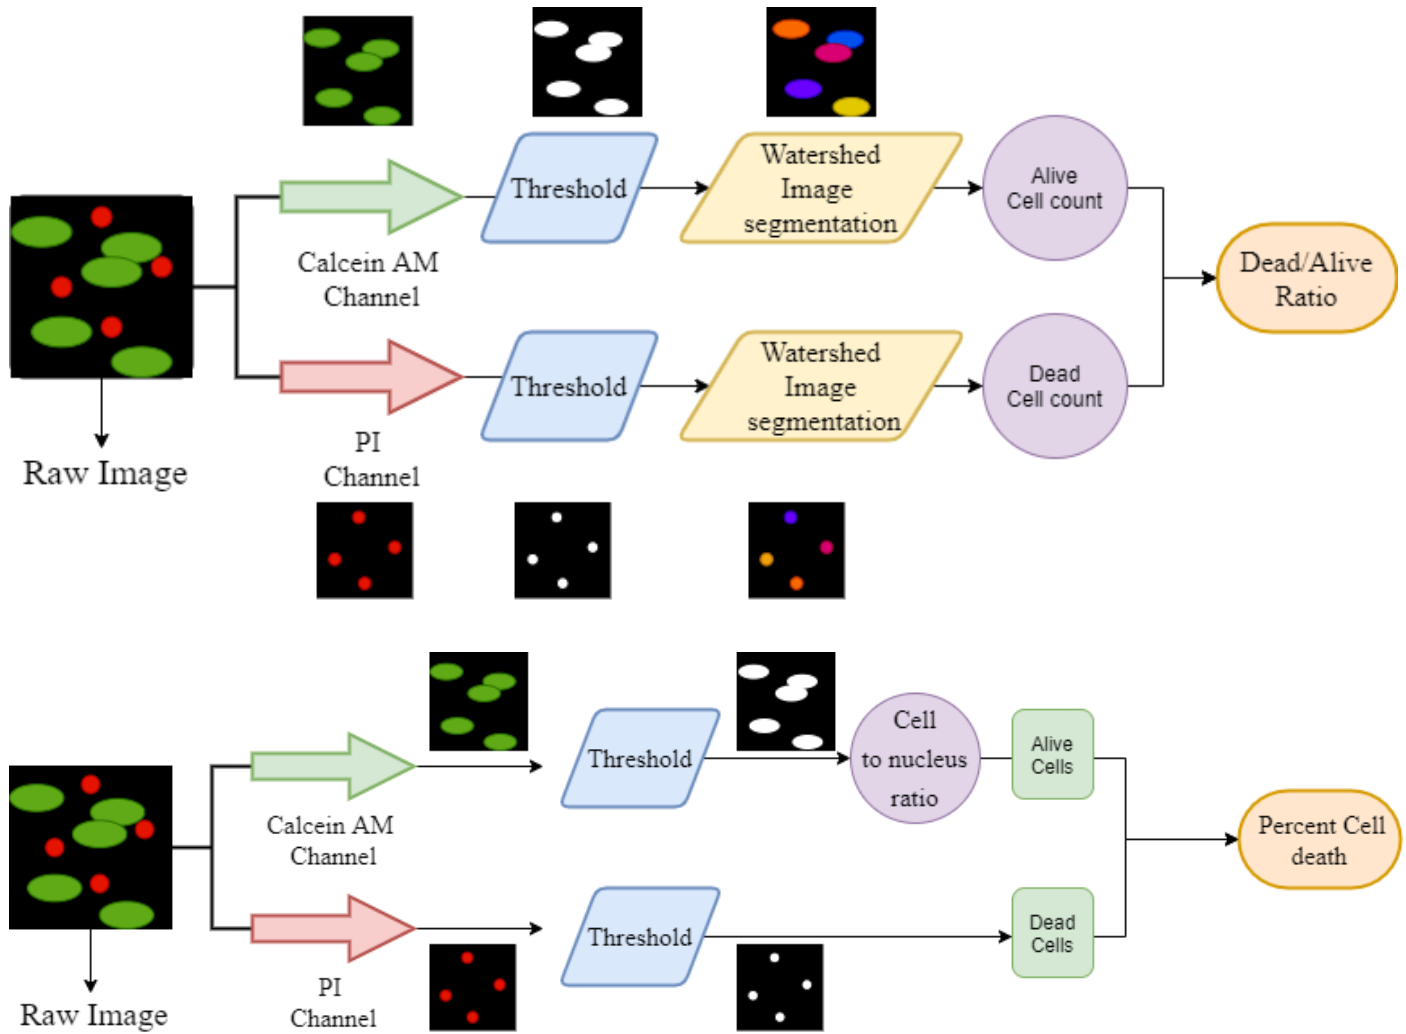 Threshold
Watershed
Image
segmentation
Alive
Cell count
Calcein AM
Channel
Dead/Alive
Ratio
Threshold
Watershed
Image
segmentation
Dead
Cell count
PI
Channel
Raw Image
Cell
to nucleus
ratio
Threshold
Alive
Cells
Calcein AM
Channel
Percent Cell
death
Threshold
Dead
Cells
PI
Channel
Raw Image